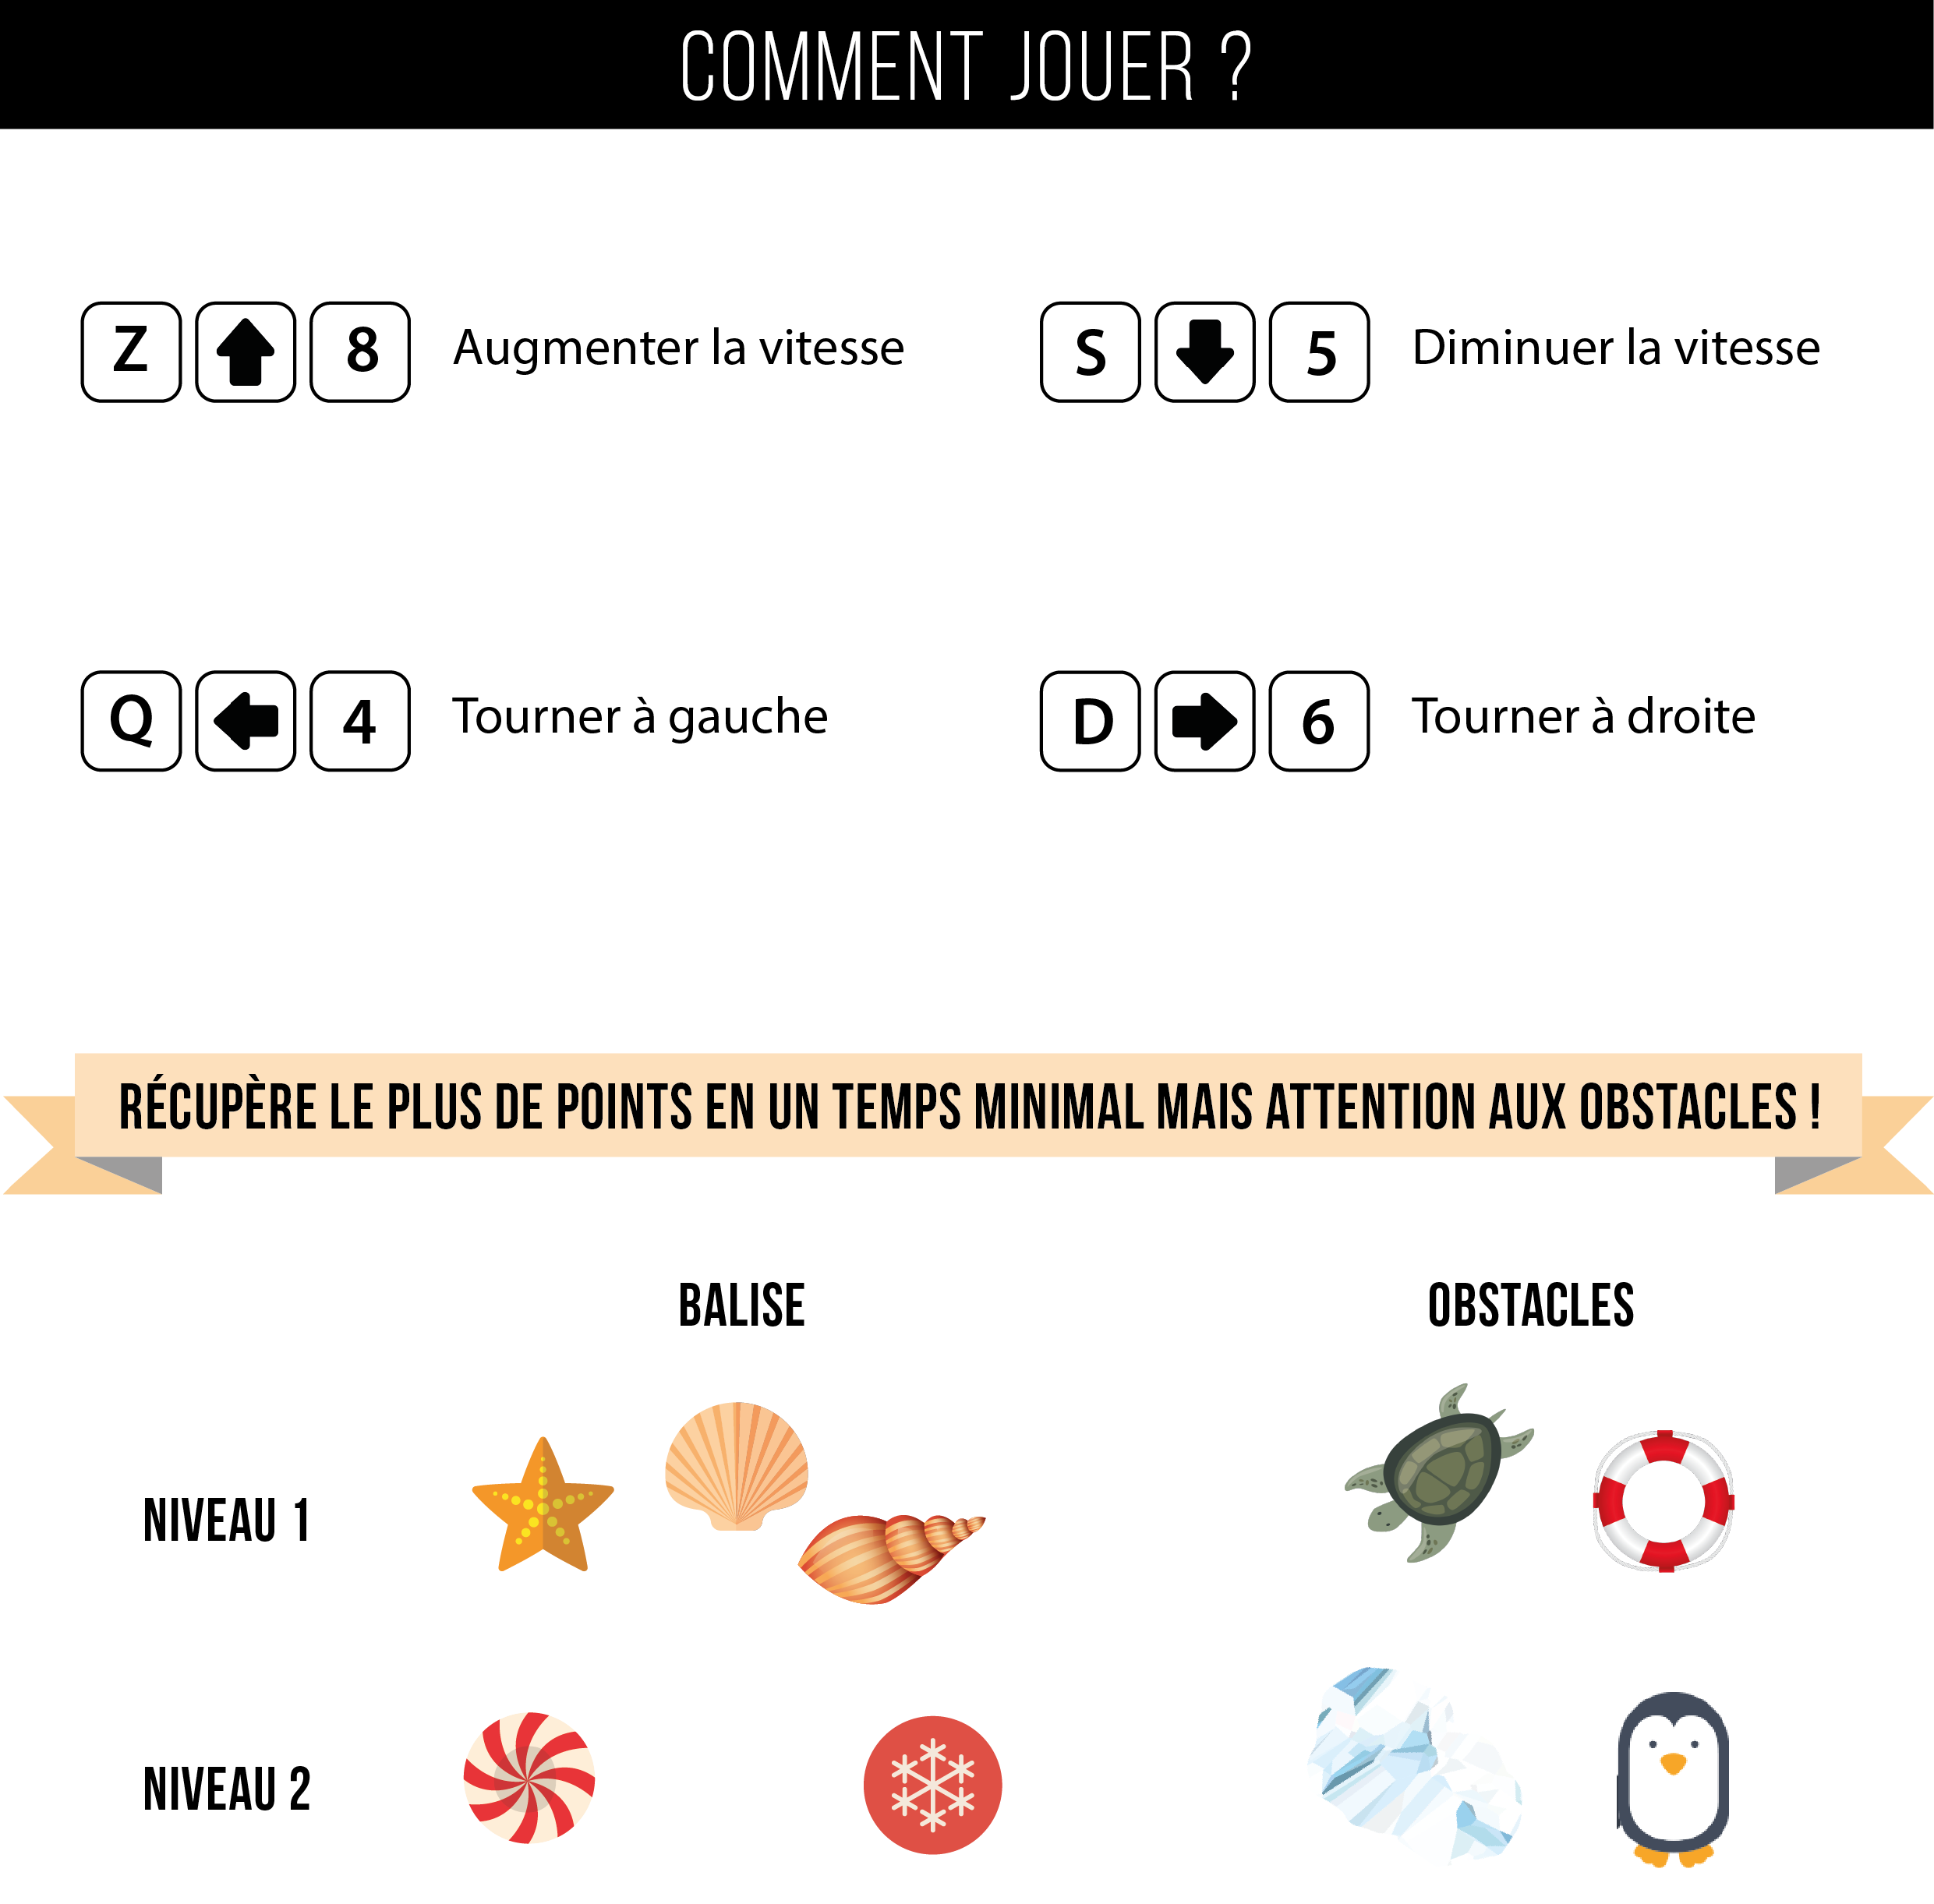 COMMENT JOUER ?
Z 8 Augmenter la vitesse
S 5 Diminuer la vitesse
Q 4 Tourner à gauche
D 6 Tourner à droite
RÉCUPÈRE LE PLUS DE POINTS EN UN TEMPS MINIMAL MAIS ATTENTION AUX OBSTACLES !
BALISE
OBSTACLES
NIVEAU 1
NIVEAU 2